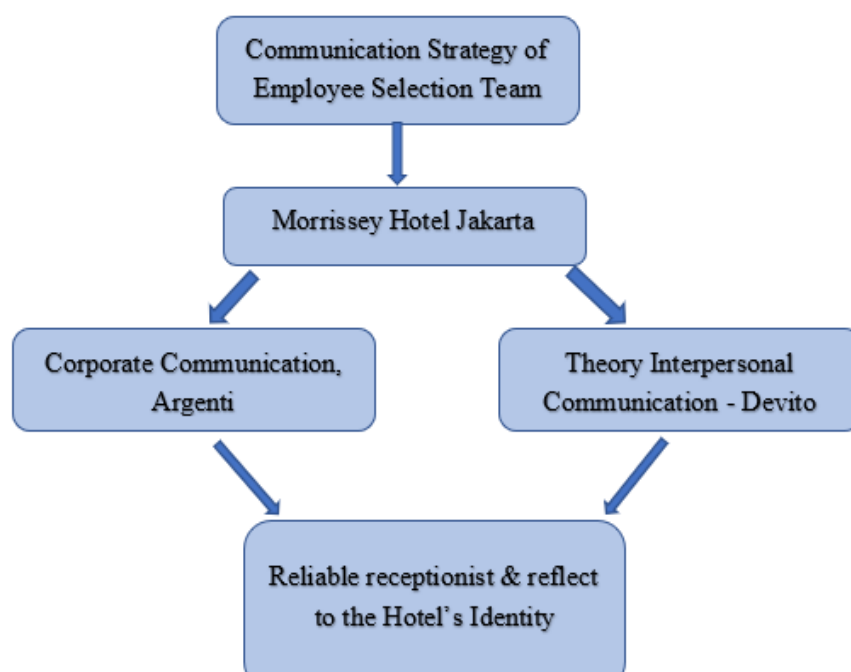 Communication Strategy of
Employee Selection Team
Morrissey Hotel Jakarta
Corporate Communication,
Argenti
Theory Interpersonal
Communication - Devito
Reliable receptionist & reflect
to the Hotel's Identity